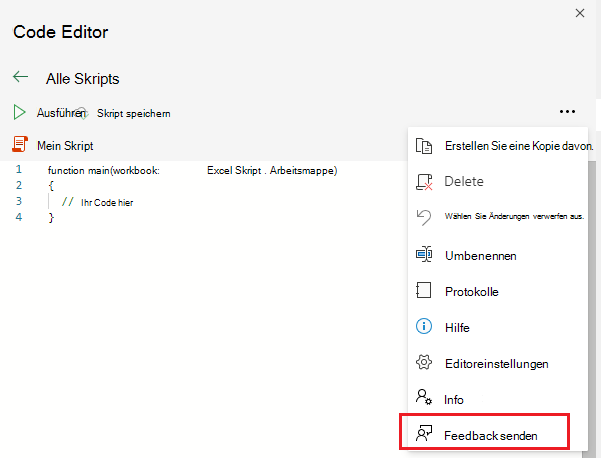 Code Editor
Alle Skripts
Ausführen Skript speichern
Mein Skript
1 function main(workbook: Excel Skript . Arbeitsmappe)
2 {
3 // Ihr Code hier
4 }
Erstellen Sie eine Kopie davon.
Delete
Wählen Sie Änderungen verwerfen aus.
Umbenennen
Protokolle
Hilfe
Editoreinstellungen
Info
Feedback senden